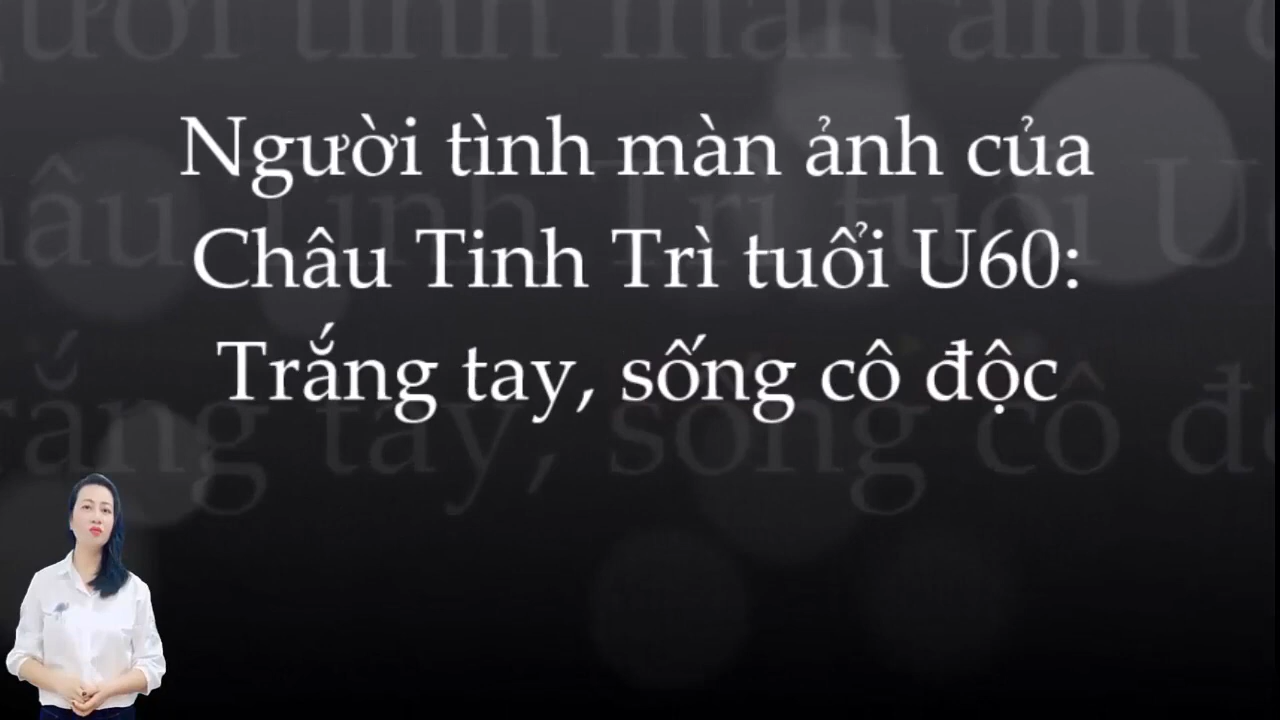 Người tình màn ảnh của
Châu Tinh Trì tuổi U60:
Trắng tay, sống cô độc